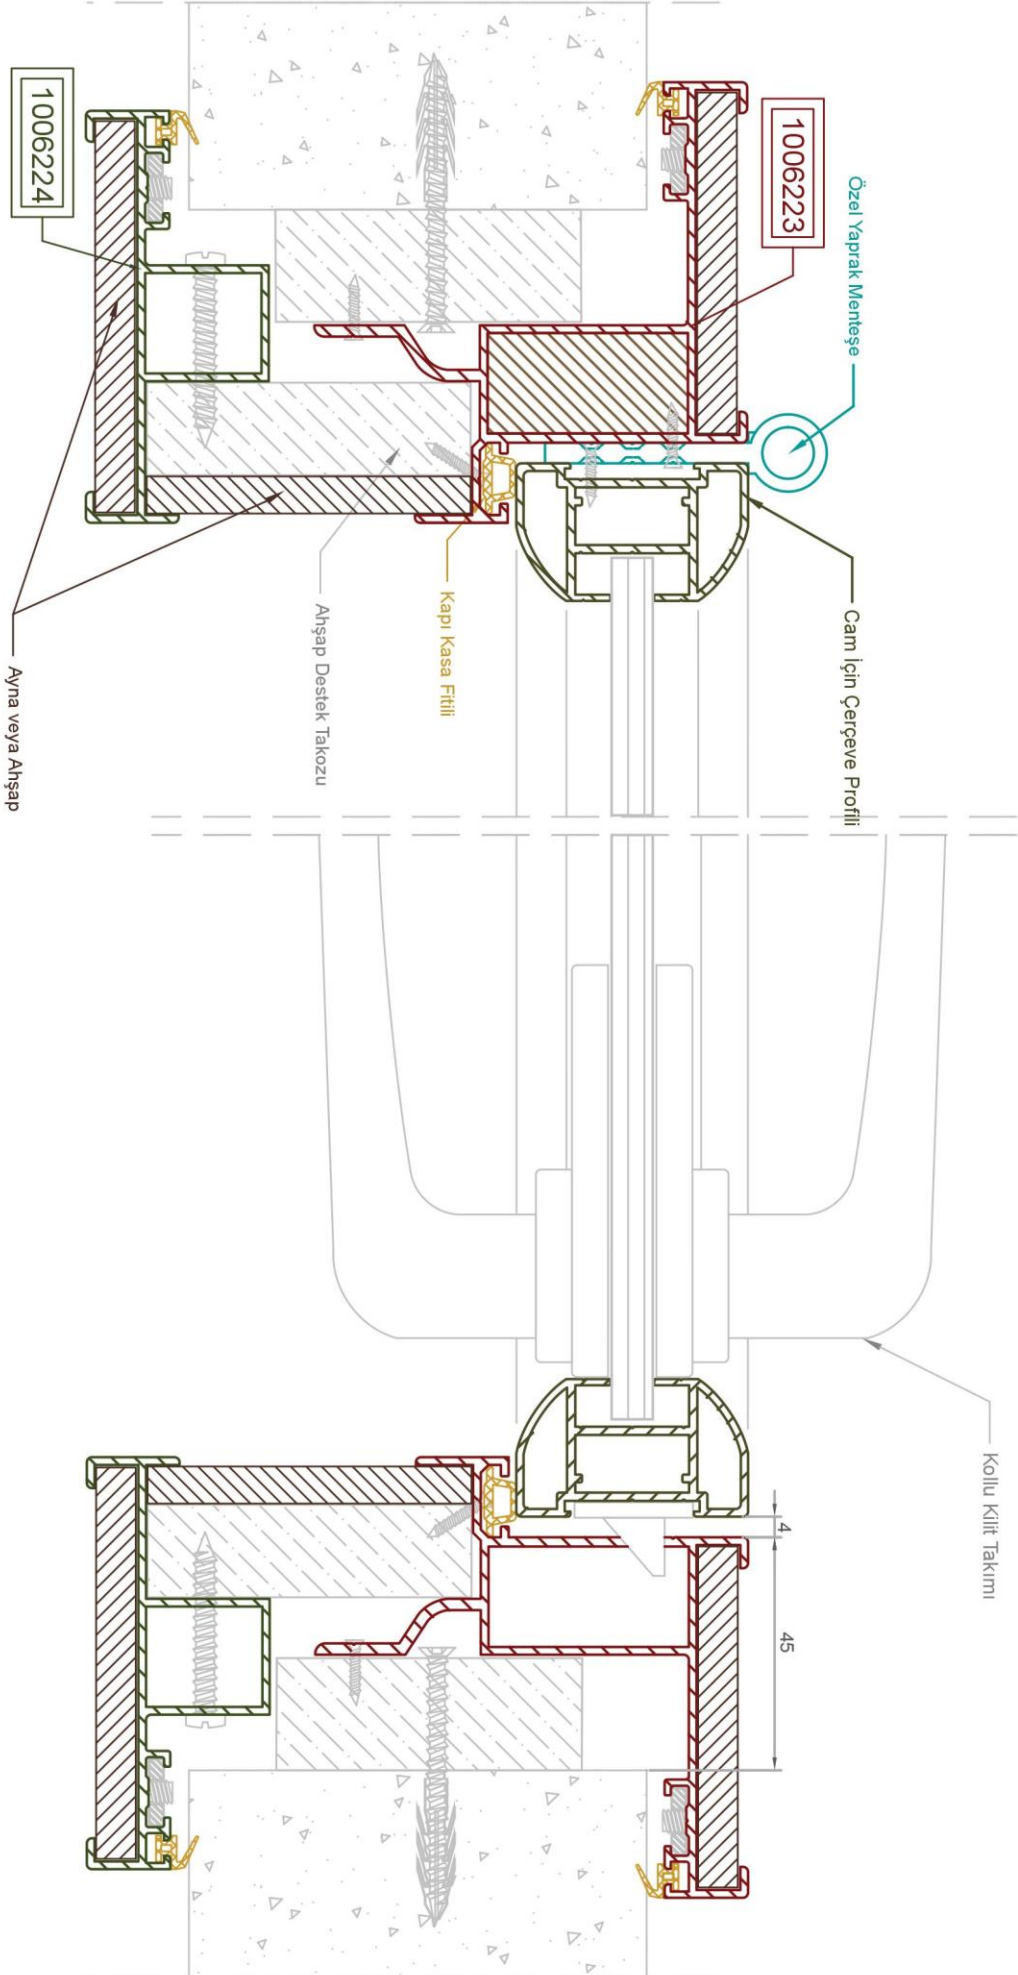 1006224
1006223
Özel Yaprak Menteşe
Cam İçin Çerçeve Profili
Kapı Kasa Fitili
Ahşap Destek Takozu
Ayna veya Ahşap
Kollu Kilit Takımı
4
45